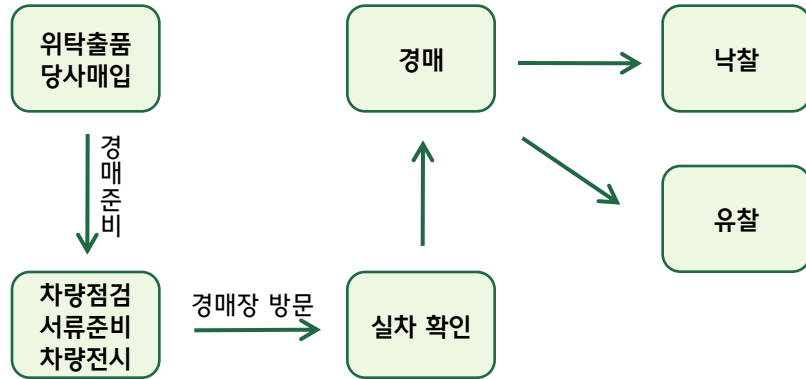 위탁출품
당사매입
경매준비
차량점검
서류준비
차량전시
경매장 방문
실차 확인
경매
낙찰
유찰